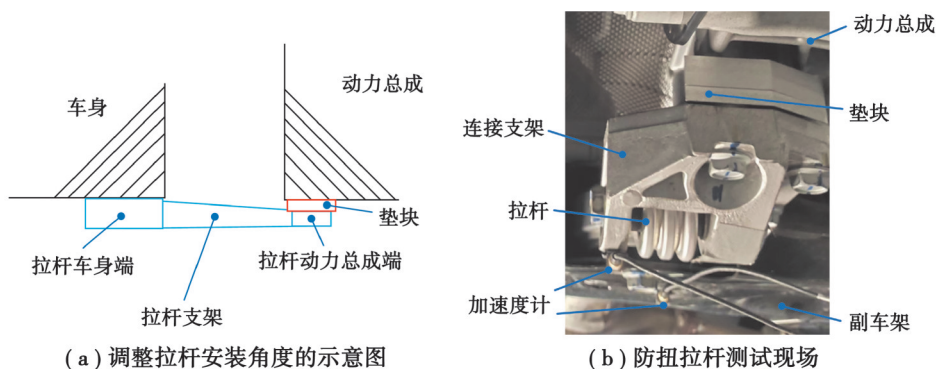 车身
动力总成
垫块
拉杆车身端
拉杆动力总成端
拉杆支架
(a)调整拉杆安装角度的示意图
动力总成
垫块
连接支架
拉杆
加速度计
副车架
(b)防扭拉杆测试现场